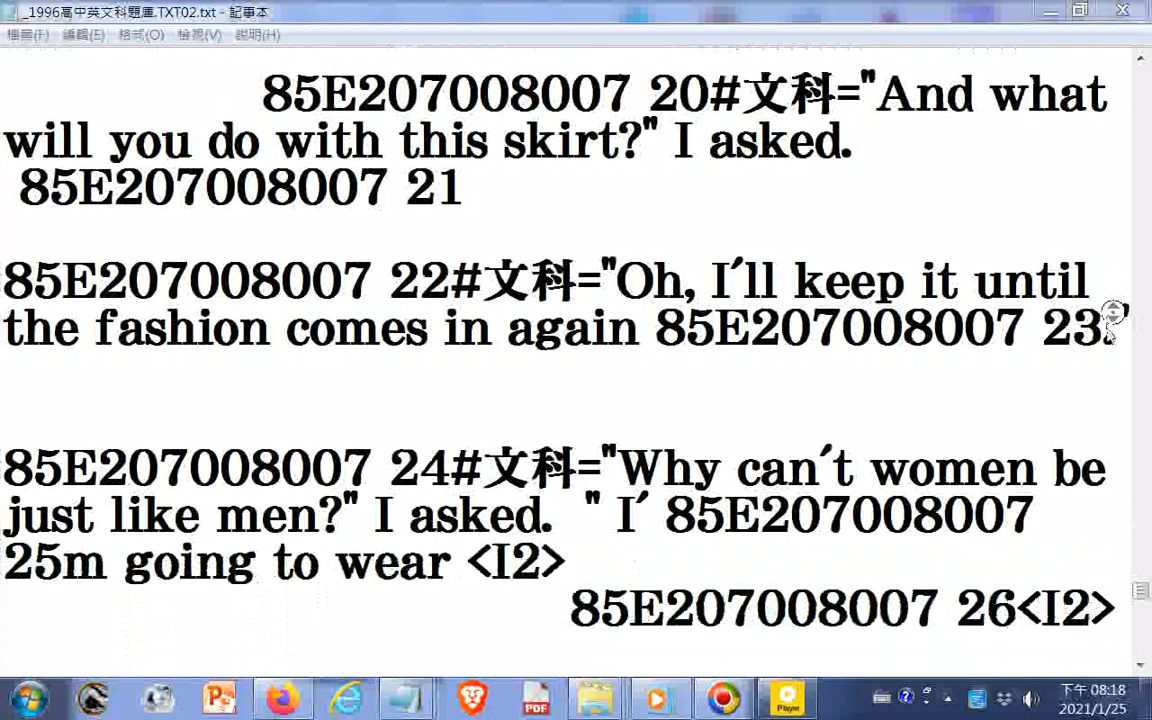 _1996高中英文科題庫.TXT02.txt - 記事本
檔案(F) 編輯(E) 格式(O) 檢視(V) 說明(H)
85E207008007 20#文科="And what
will you do with this skirt?" I asked.
85E207008007 21
85E207008007 22#文科="Oh, I'll keep it until
the fashion comes in again 85E207008007 23."
85E207008007 24#文科="Why can't women be
just like men?" I asked.  " I' 85E207008007
25m going to wear <I2>
85E207008007 26<I2>
PDF
Player
下午 08:18
2021/1/25